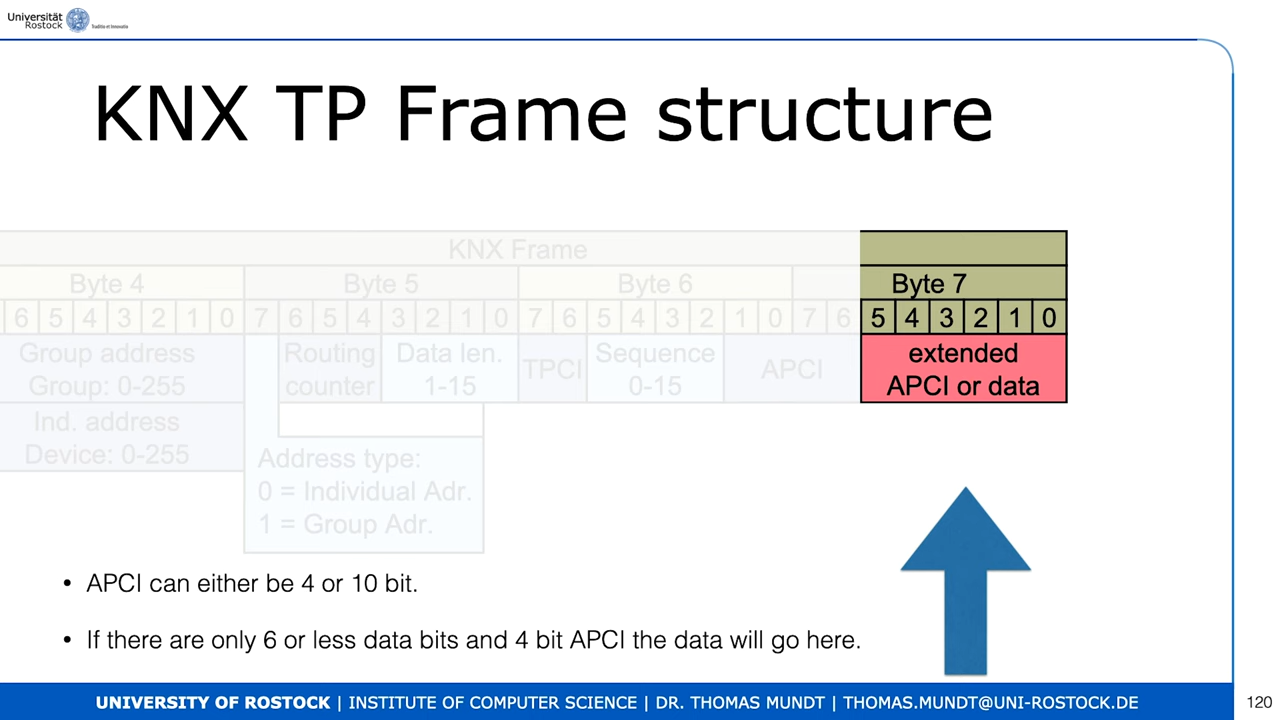 Universität
Rostock
Traditio et Innovatio
KNX TP Frame structure
KNX Frame
Byte 4 Byte 5 Byte 6 Byte 7
6 5 4 3 2 1 0 7 6 5 4 3 2 1 0 7 6 5 4 3 2 1 0 7 6 5 4 3 2 1 0
Group address
Group: 0-255
Routing
counter
Data len.
1-15
TPCI
Sequence
0-15
APCI
extended
APCI or data
Ind. address
Device: 0-255
Address type:
0 = Individual Adr.
1 = Group Adr.
• APCI can either be 4 or 10 bit.
• If there are only 6 or less data bits and 4 bit APCI the data will go here.
UNIVERSITY OF ROSTOCK | INSTITUTE OF COMPUTER SCIENCE | DR. THOMAS MUNDT | THOMAS.MUNDT@UNI-ROSTOCK.DE
120